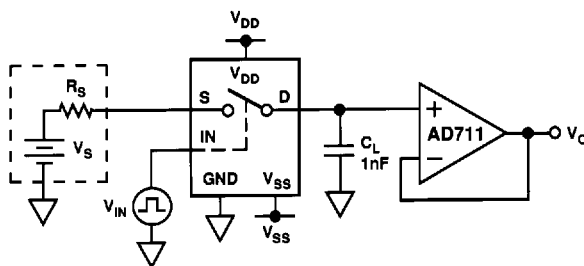 V_DD
V_DD
R_S
S
D
+
AD711
V_O
IN
V_S
C_L
1nF
−
GND
V_SS
V_IN
V_SS